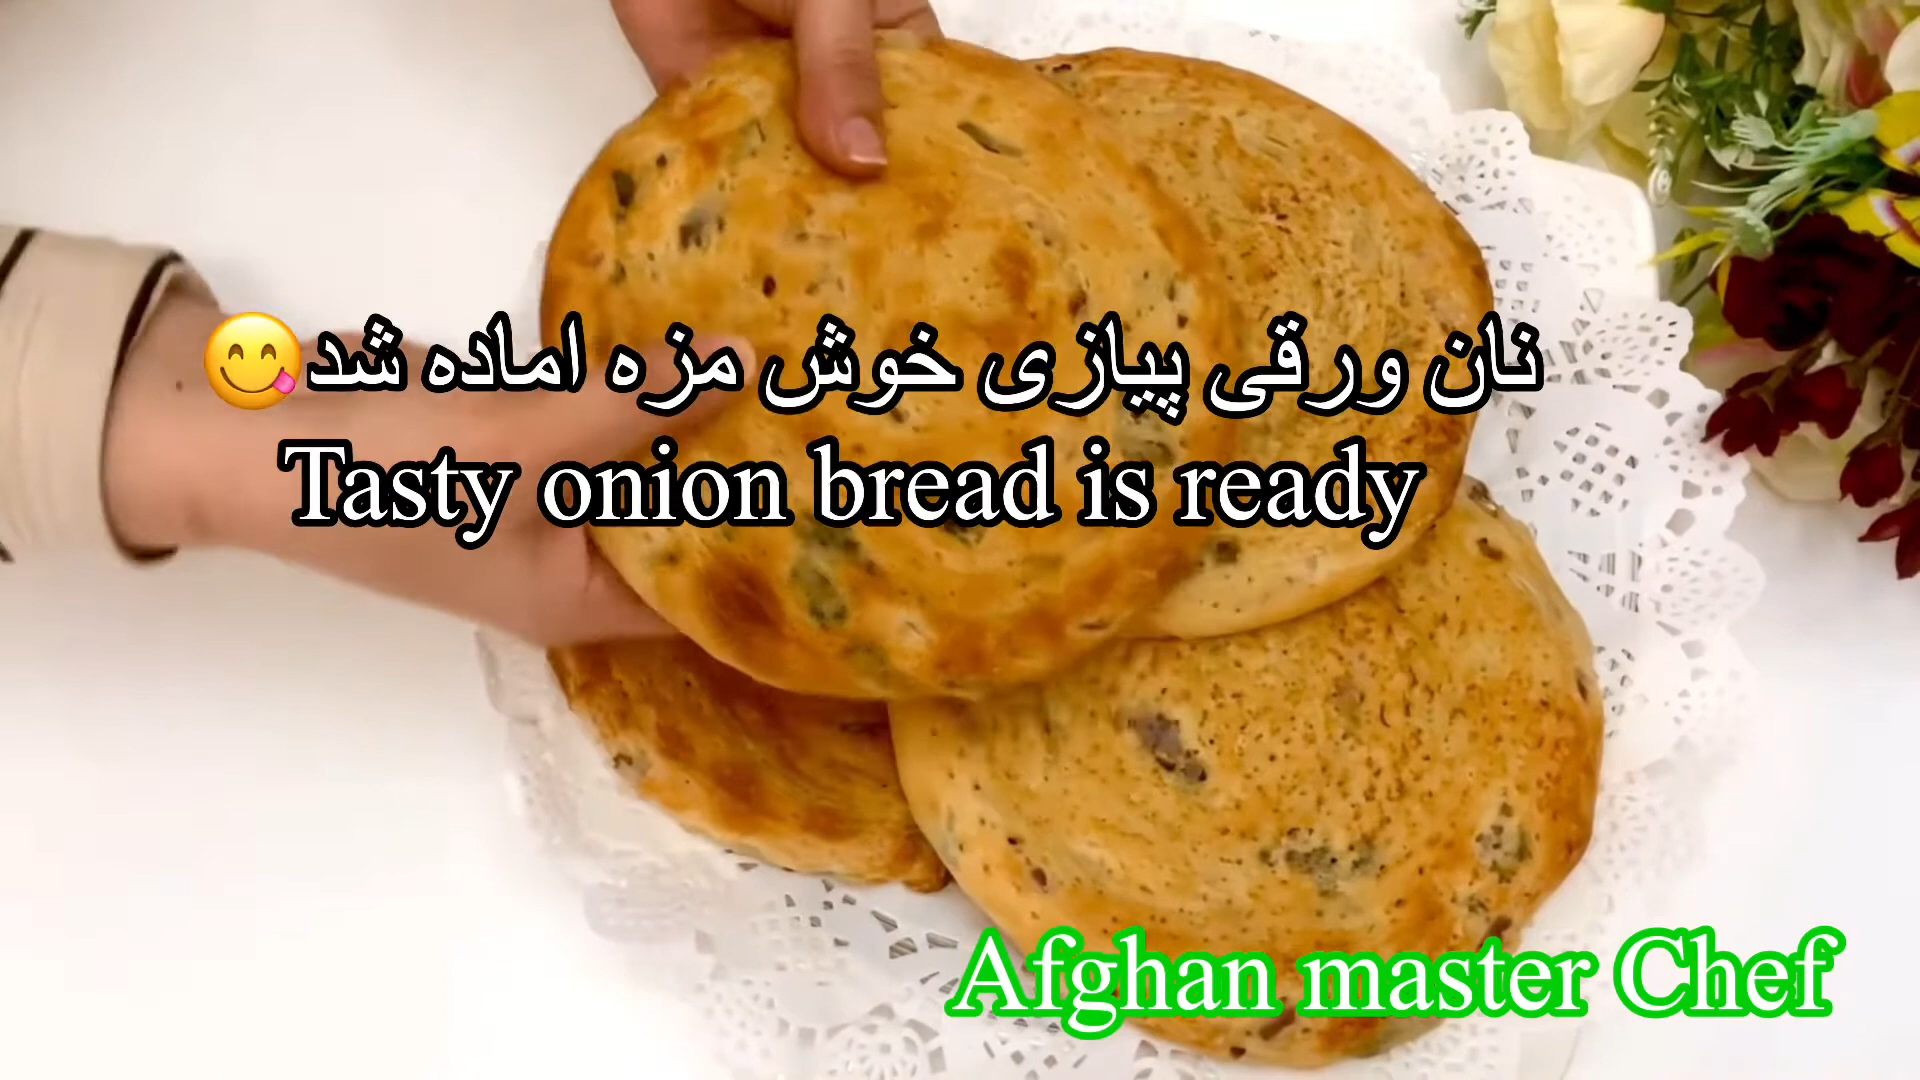 نان ورقی پیازی خوش مزه اماده شد😋
Tasty onion bread is ready
Afghan master Chef